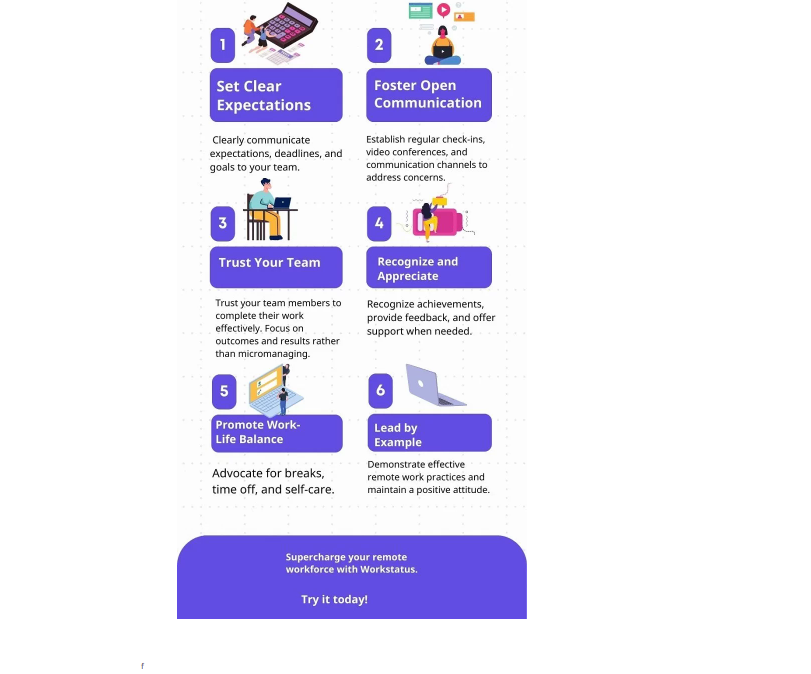 1
Set Clear
Expectations
Clearly communicate
expectations, deadlines, and
goals to your team.
2
Foster Open
Communication
Establish regular check-ins,
video conferences, and
communication channels to
address concerns.
3
Trust Your Team
Trust your team members to
complete their work
effectively. Focus on
outcomes and results rather
than micromanaging.
4
Recognize and
Appreciate
Recognize achievements,
provide feedback, and offer
support when needed.
5
Promote Work-
Life Balance
Advocate for breaks,
time off, and self-care.
6
Lead by
Example
Demonstrate effective
remote work practices and
maintain a positive attitude.
Supercharge your remote
workforce with Workstatus.
Try it today!
f